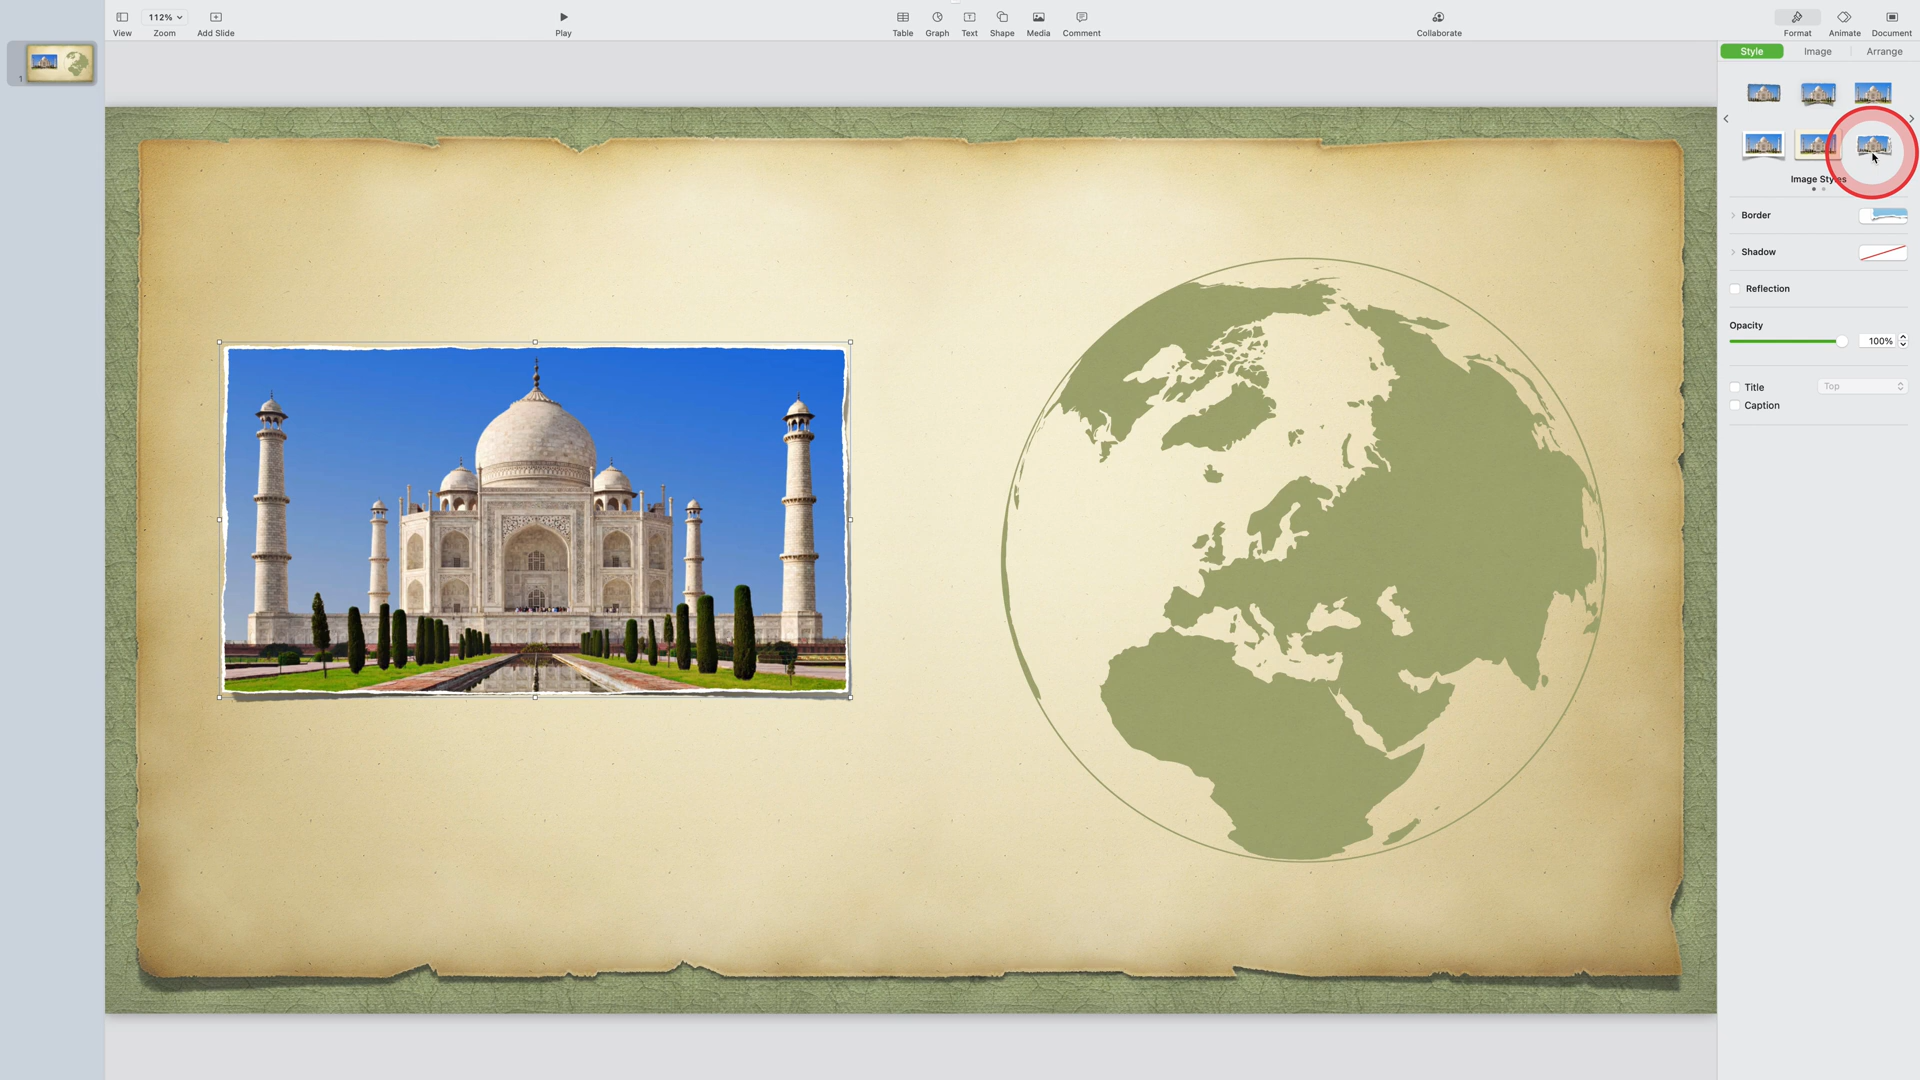 112%
View
Zoom
Add Slide
Play
Table
Graph
Text
Shape
Media
Comment
Collaborate
Format
Animate
Document
1
Style
Image
Arrange
Image Styles
Border
Shadow
Reflection
Opacity
100%
Title
Top
Caption